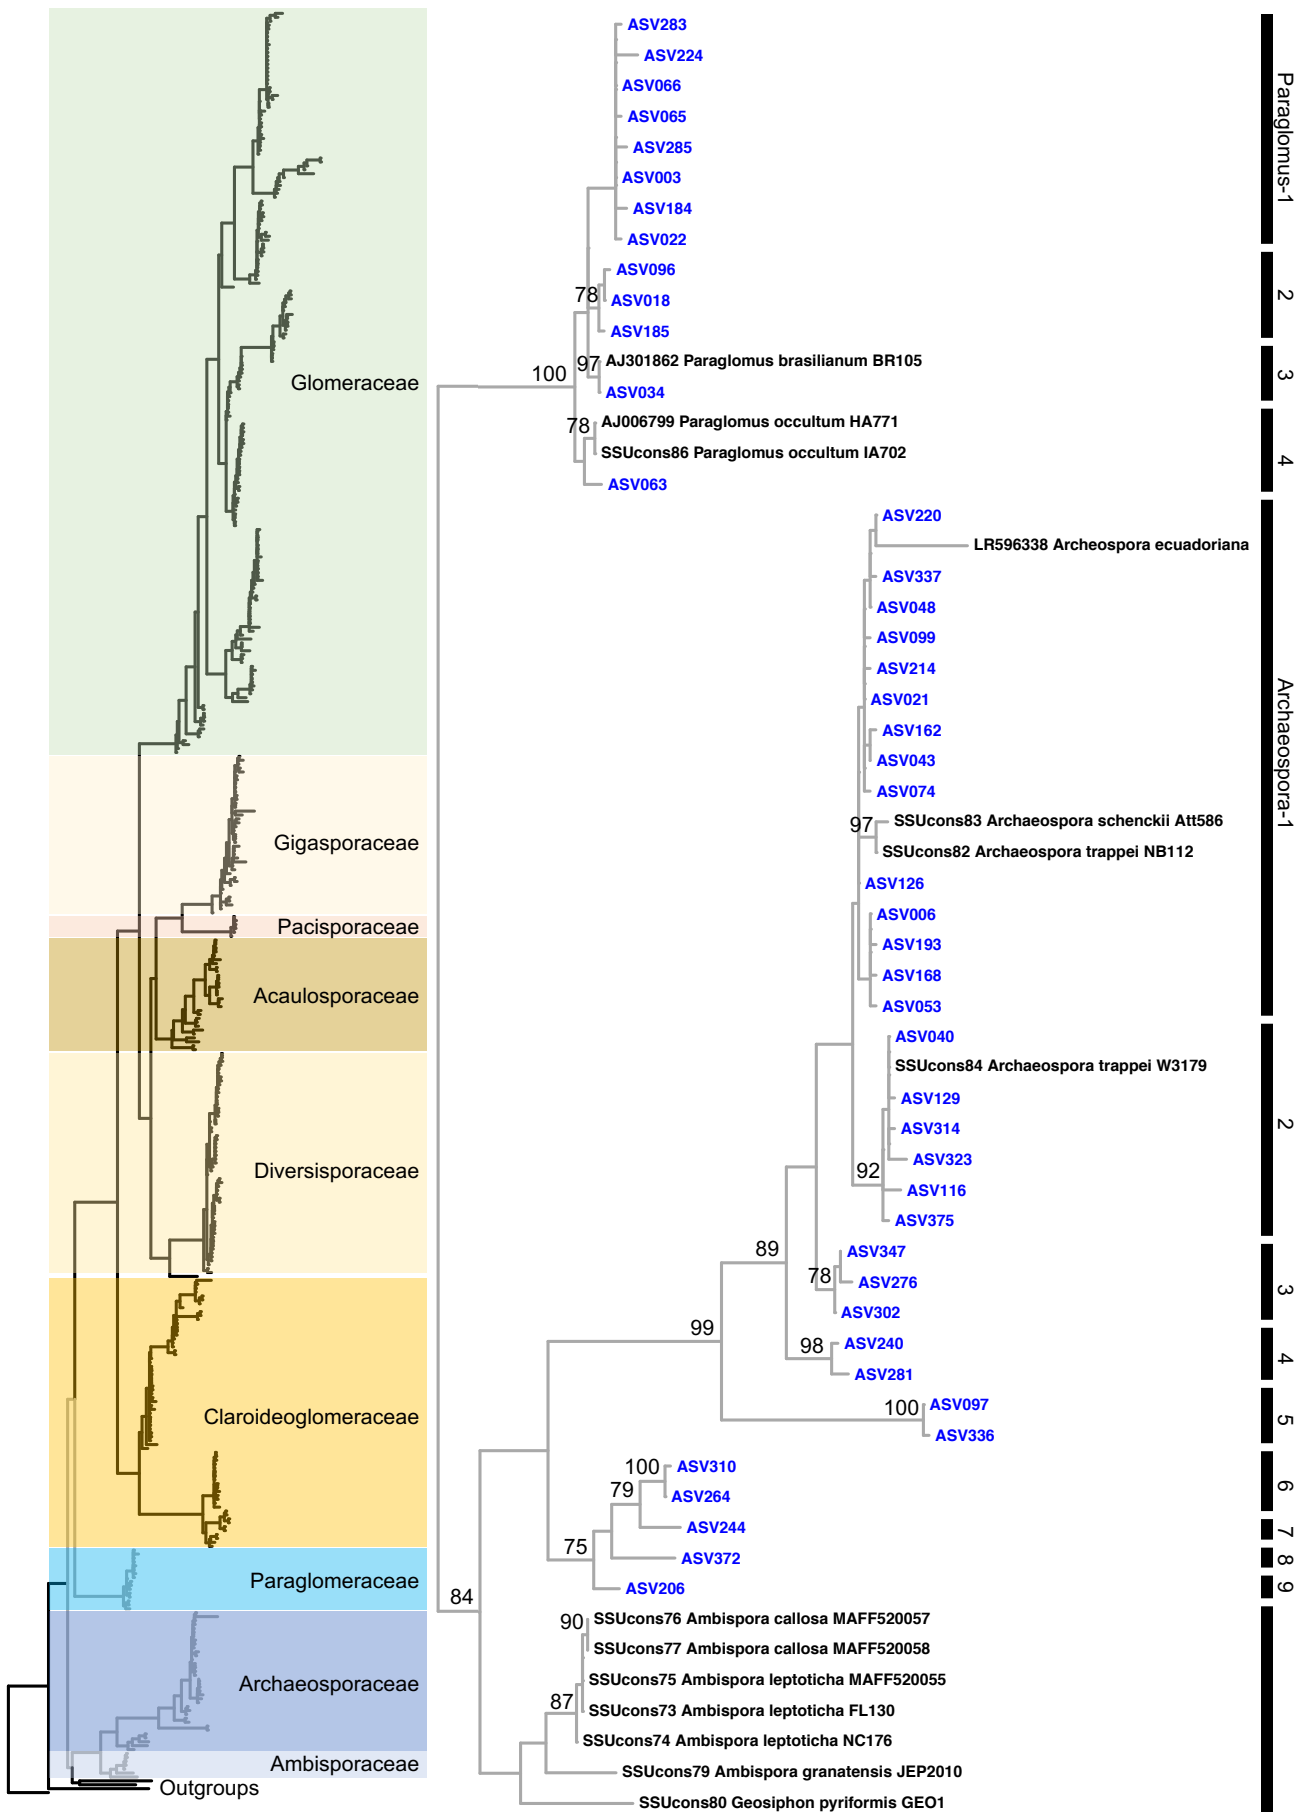 Glomeraceae
Gigasporaceae
Pacisporaceae
Acaulosporaceae
Diversisporaceae
Claroideoglomeraceae
Paraglomeraceae
Archaeosporaceae
Ambisporaceae
Outgroups
ASV283
ASV224
ASV066
ASV065
ASV285
ASV003
ASV184
ASV022
ASV096
78
ASV018
ASV185
97
AJ301862 Paraglomus brasilianum BR105
100
ASV034
78
AJ006799 Paraglomus occultum HA771
SSUcons86 Paraglomus occultum IA702
ASV063
ASV220
LR596338 Archeospora ecuadoriana
ASV337
ASV048
ASV099
ASV214
ASV021
ASV162
ASV043
ASV074
97
SSUcons83 Archaeospora schenckii Att586
SSUcons82 Archaeospora trappei NB112
ASV126
ASV006
ASV193
ASV168
ASV053
ASV040
SSUcons84 Archaeospora trappei W3179
ASV129
ASV314
ASV323
92
ASV116
ASV375
89
ASV347
78
ASV276
ASV302
99
98
ASV240
ASV281
100
ASV097
ASV336
100
ASV310
79
ASV264
ASV244
75
ASV372
ASV206
84
90
SSUcons76 Ambispora callosa MAFF520057
SSUcons77 Ambispora callosa MAFF520058
SSUcons75 Ambispora leptoticha MAFF520055
87
SSUcons73 Ambispora leptoticha FL130
SSUcons74 Ambispora leptoticha NC176
SSUcons79 Ambispora granatensis JEP2010
SSUcons80 Geosiphon pyriformis GEO1
Paraglomus-1
2
3
4
Archaeospora-1
2
3
4
5
6
7
8
9